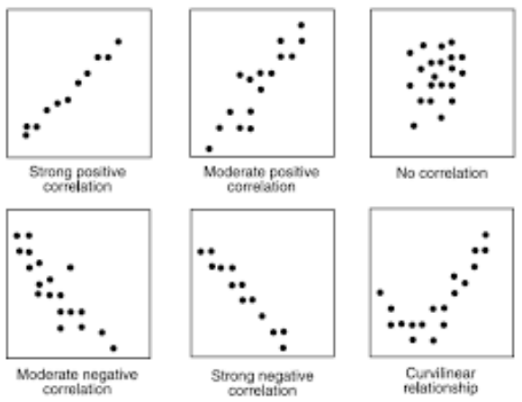 Strong positive
correlation
Moderate positive
correlation
No correlation
Moderate negative
correlation
Strong negative
correlation
Curvilinear
relationship